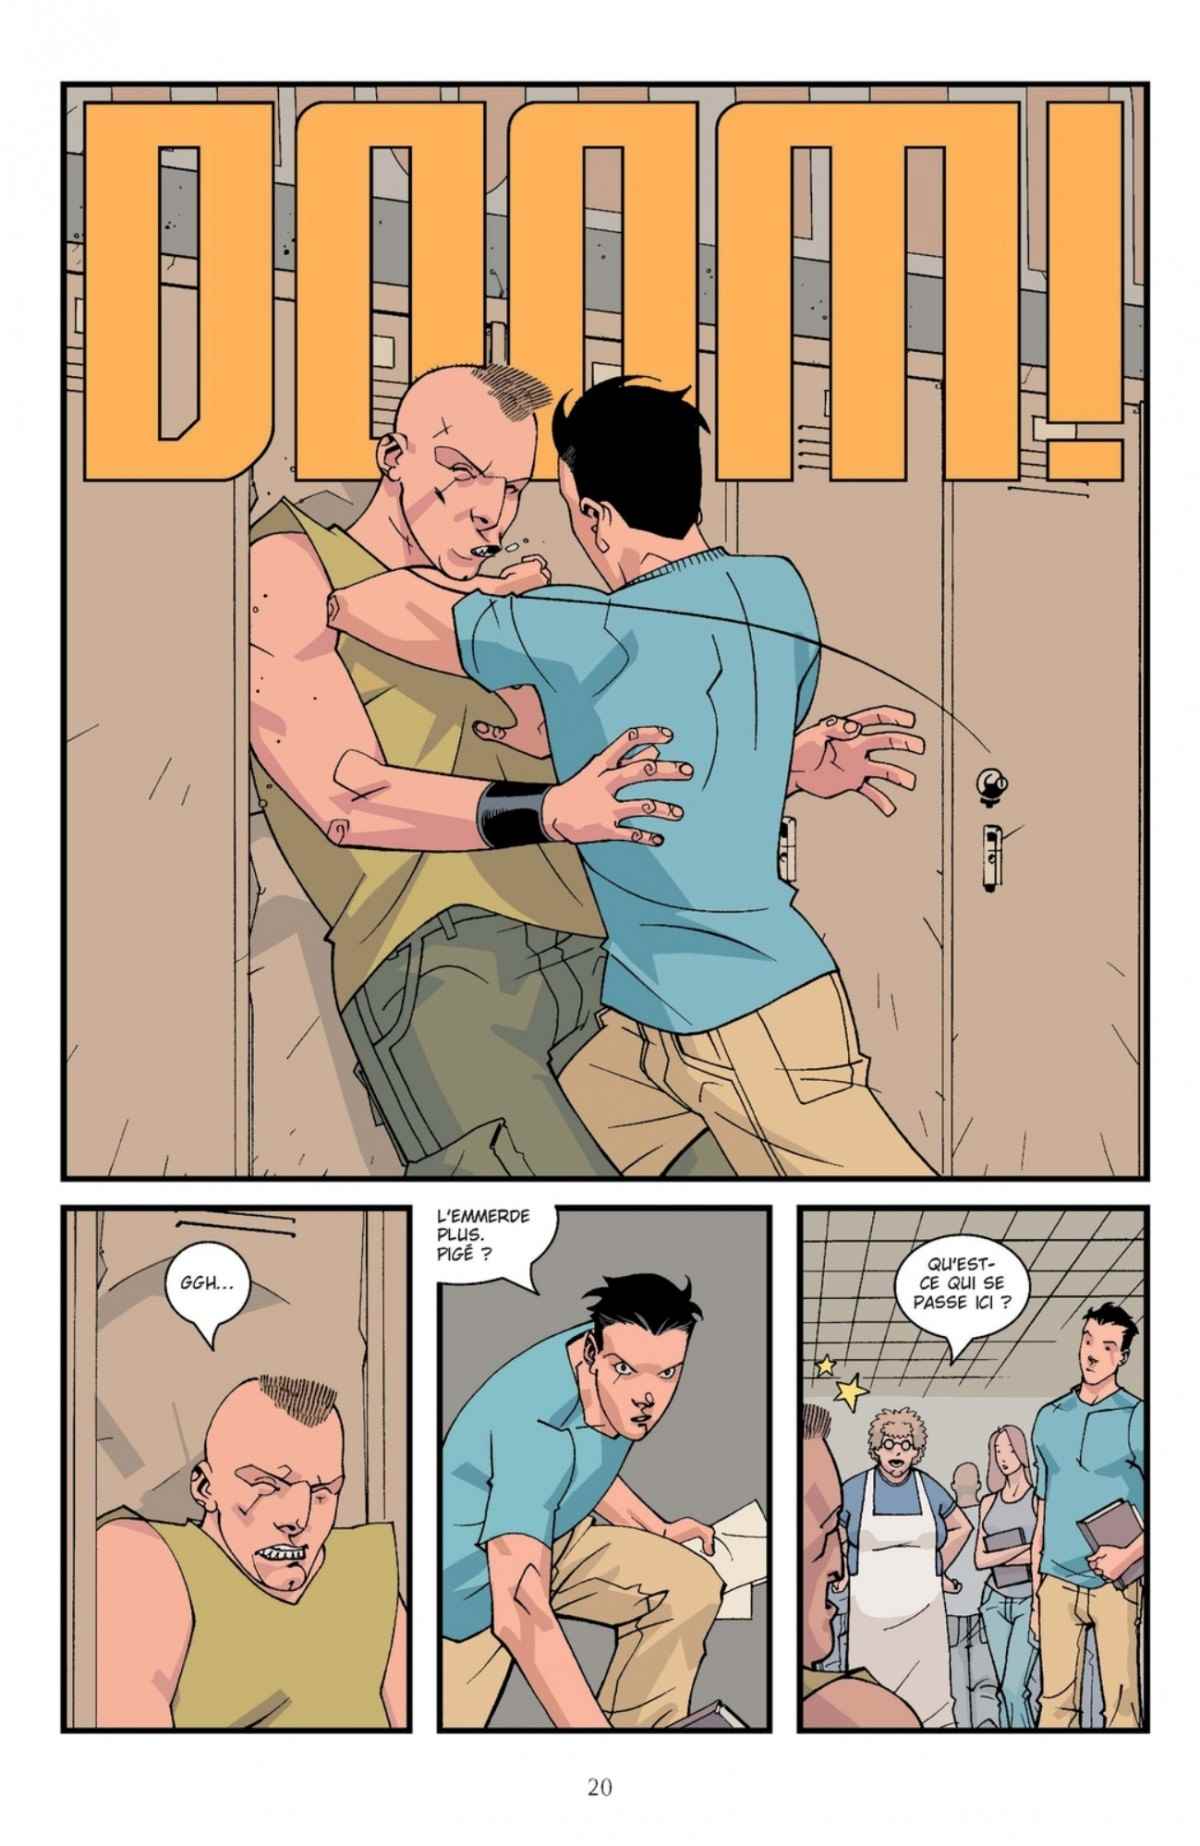 DOOM!
GGH...
L'EMMERDE
PLUS.
PIGÉ ?
QU'EST-
CE QUI SE
PASSE ICI ?
20